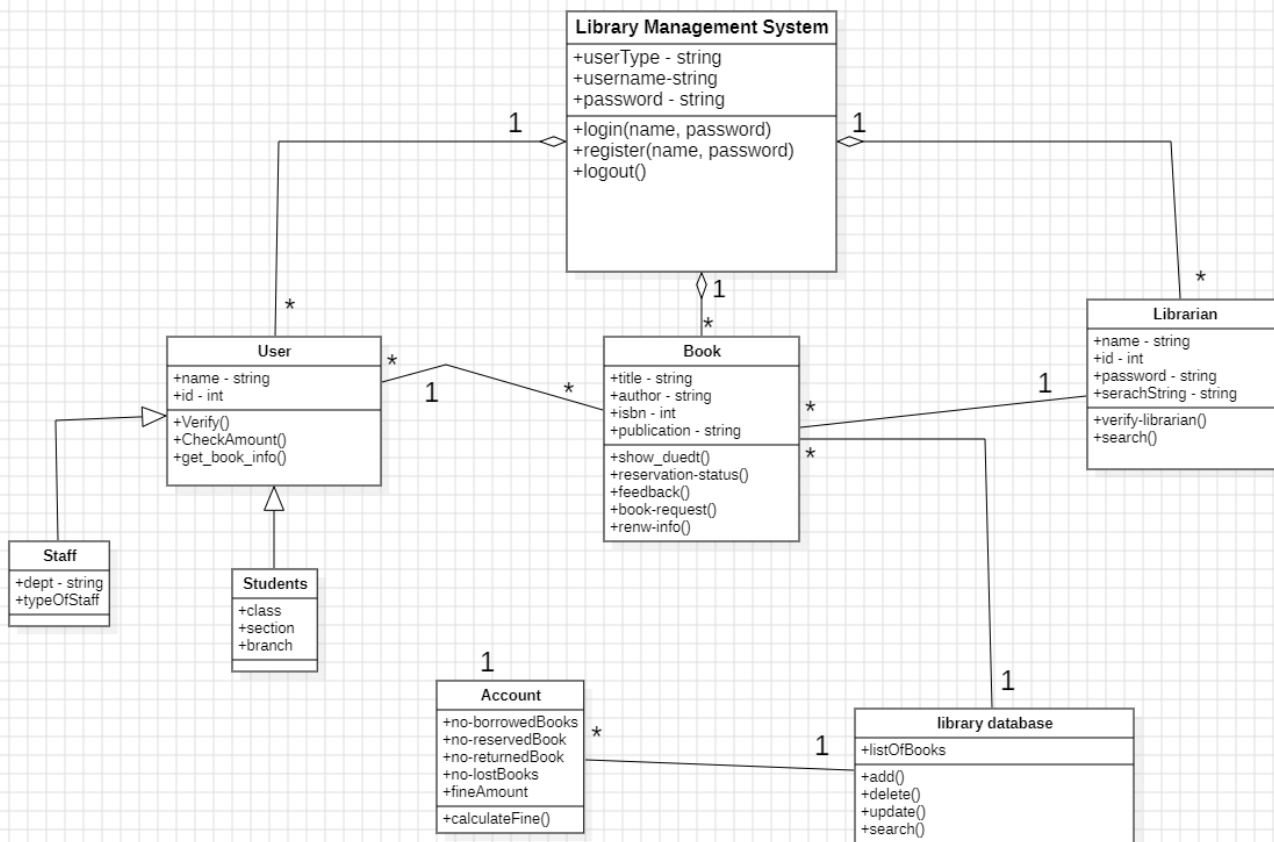 Library Management System
+userType - string
+username-string
+password - string
+login(name, password)
+register(name, password)
+logout()
1
1
1
*
*
*
User
+name - string
+id - int
+Verify()
+CheckAmount()
get_book_info()
*
1
*
Book
+title - string
+author - string
+isbn - int
+publication - string
+show_duedt()
+reservation-status()
+feedback()
+book-request()
+renw-info()
*
*
1
Librarian
+name - string
+id - int
+password - string
+serachString - string
+verify-librarian()
+search()
Staff
+dept - string
+typeOfStaff
Students
+class
+section
+branch
1
Account
+no-borrowedBooks
+no-reservedBook
+no-returnedBook
+no-lostBooks
+fineAmount
+calculateFine()
*
1
1
library database
+listOfBooks
+add()
+delete()
+update()
+search()